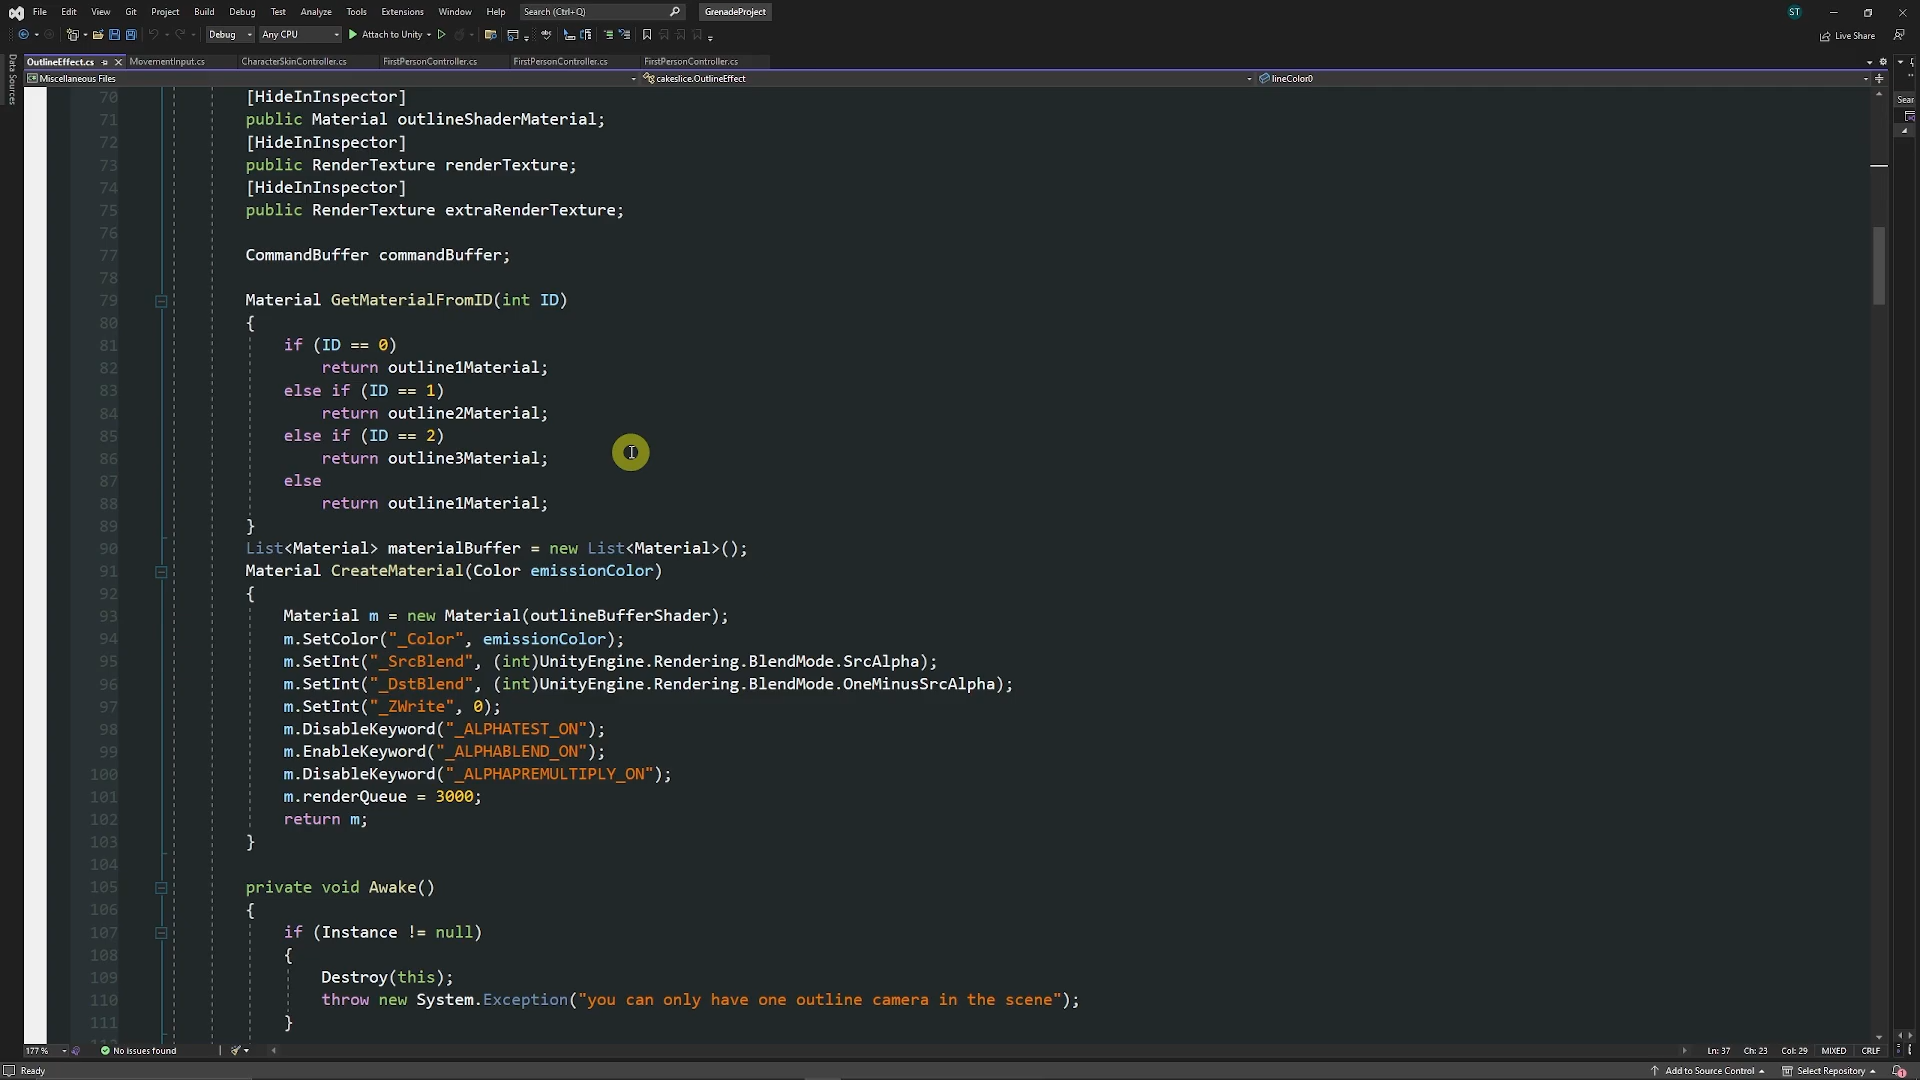 File Edit View Git Project Build Debug Test Analyze Tools Extensions Window Help Search (Ctrl+Q) GrenadeProject ST
Debug Any CPU Attach to Unity Live Share
OutlineEffect.cs MovementInput.cs CharacterSkinController.cs FirstPersonController.cs FirstPersonController.cs FirstPersonController.cs
Data Sources
Miscellaneous Files cakeslice.OutlineEffect lineColor0
Sear
70 [HideInInspector]
71 public Material outlineShaderMaterial;
72 [HideInInspector]
73 public RenderTexture renderTexture;
74 [HideInInspector]
75 public RenderTexture extraRenderTexture;
76
77 CommandBuffer commandBuffer;
78
79 Material GetMaterialFromID(int ID)
80 {
81 if (ID == 0)
82 return outline1Material;
83 else if (ID == 1)
84 return outline2Material;
85 else if (ID == 2)
86 return outline3Material;
87 else
88 return outline1Material;
89 }
90 List<Material> materialBuffer = new List<Material>();
91 Material CreateMaterial(Color emissionColor)
92 {
93 Material m = new Material(outlineBufferShader);
94 m.SetColor("_Color", emissionColor);
95 m.SetInt("_SrcBlend", (int)UnityEngine.Rendering.BlendMode.SrcAlpha);
96 m.SetInt("_DstBlend", (int)UnityEngine.Rendering.BlendMode.OneMinusSrcAlpha);
97 m.SetInt("_ZWrite", 0);
98 m.DisableKeyword("_ALPHATEST_ON");
99 m.EnableKeyword("_ALPHABLEND_ON");
100 m.DisableKeyword("_ALPHAPREMULTIPLY_ON");
101 m.renderQueue = 3000;
102 return m;
103 }
104
105 private void Awake()
106 {
107 if (Instance != null)
108 {
109 Destroy(this);
110 throw new System.Exception("you can only have one outline camera in the scene");
111 }
177 % No issues found Ln: 37 Ch: 23 Col: 29 MIXED CRLF
Ready Add to Source Control Select Repository